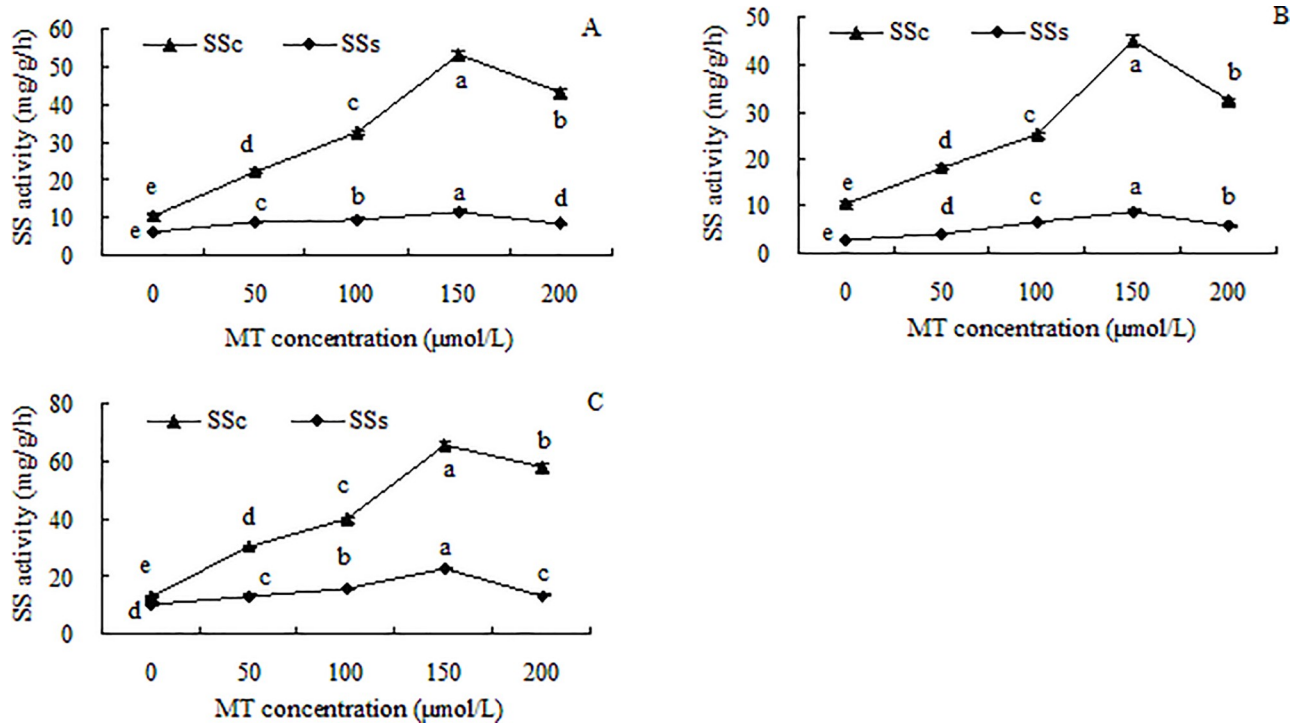 A
SSc SSs
60
50
40
30
20
10
0
SS activity (mg/g/h)
e d c a b
e c b a d
0 50 100 150 200
MT concentration (µmol/L)
B
SSc SSs
50
40
30
20
10
0
SS activity (mg/g/h)
e d c a b
e d c a b
0 50 100 150 200
MT concentration (µmol/L)
C
SSc SSs
80
60
40
20
0
SS activity (mg/g/h)
e d c a b
d c b a c
0 50 100 150 200
MT concentration (µmol/L)